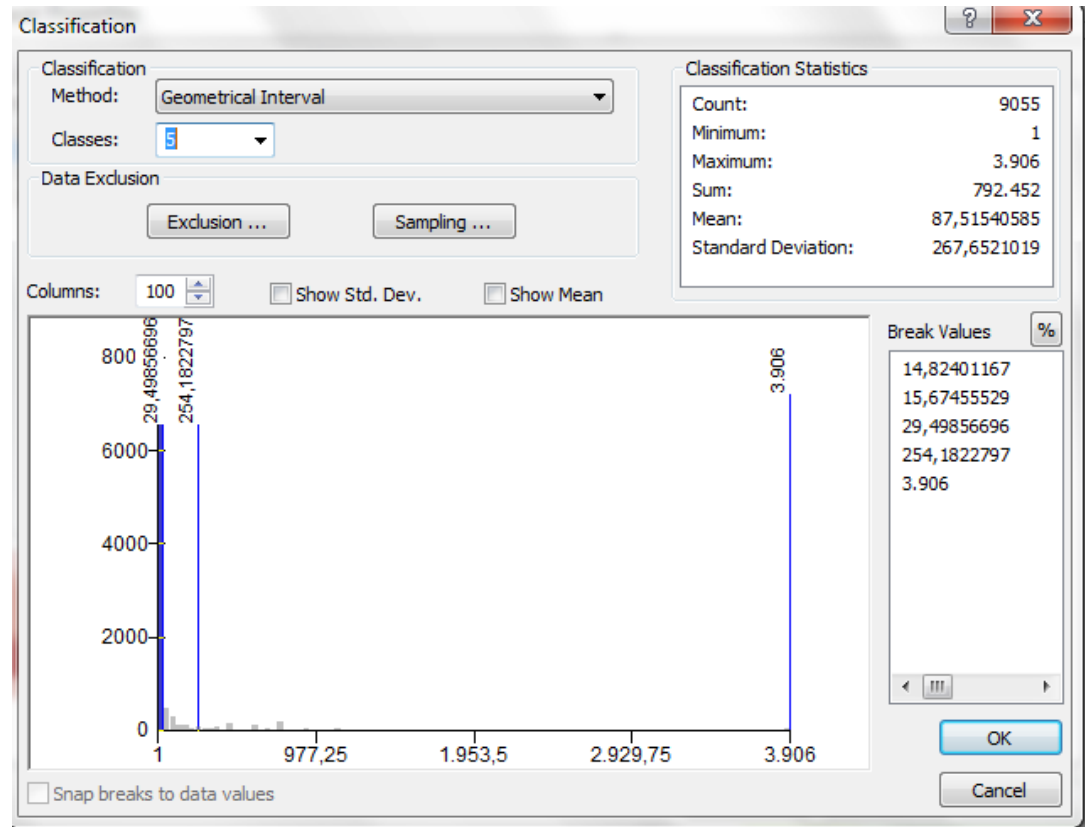 Classification
Classification
Method: Geometrical Interval
Classes: 5
Data Exclusion
Exclusion ...
Sampling ...
Classification Statistics
Count: 9055
Minimum: 1
Maximum: 3.906
Sum: 792.452
Mean: 87,51540585
Standard Deviation: 267,6521019
Columns: 100
Show Std. Dev.
Show Mean
Break Values
%
14,82401167
15,67455529
29,49856696
254,1822797
3.906
29,49856696
254,1822797
3.906
800
6000
4000
2000
0
1
977,25
1.953,5
2.929,75
3.906
Snap breaks to data values
OK
Cancel